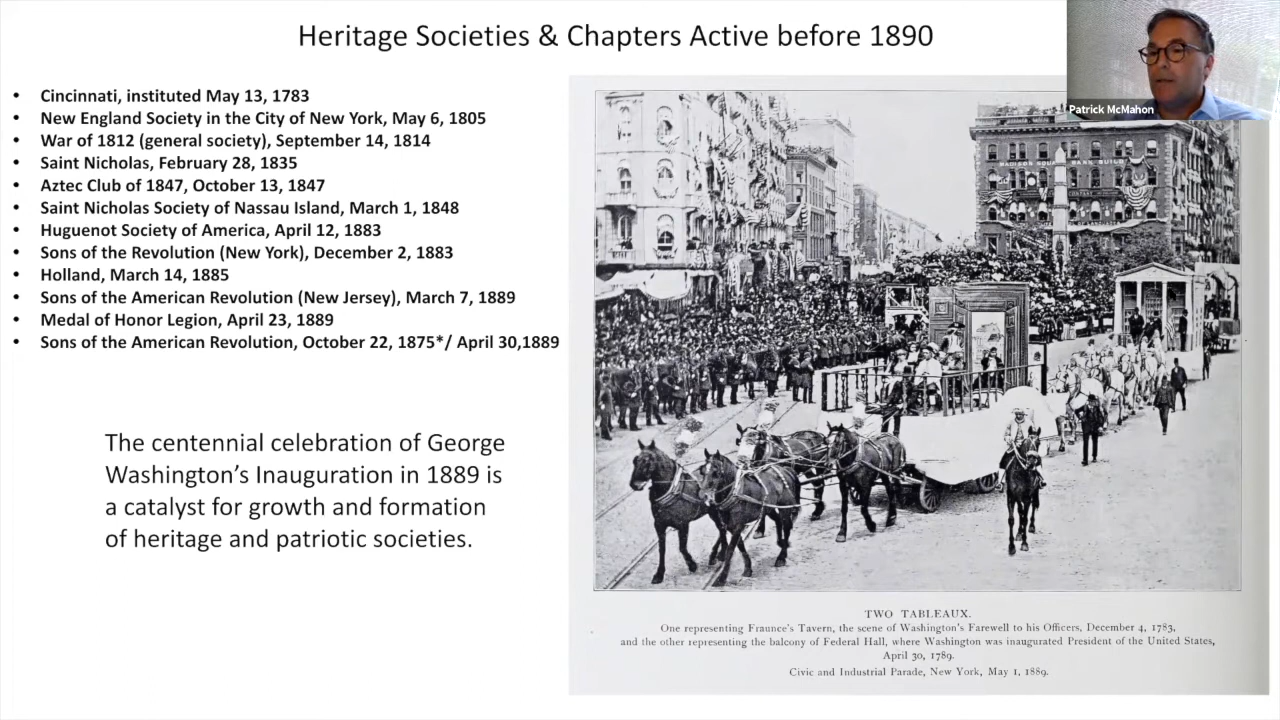 Heritage Societies & Chapters Active before 1890
Patrick McMahon
• Cincinnati, instituted May 13, 1783
• New England Society in the City of New York, May 6, 1805
• War of 1812 (general society), September 14, 1814
• Saint Nicholas, February 28, 1835
• Aztec Club of 1847, October 13, 1847
• Saint Nicholas Society of Nassau Island, March 1, 1848
• Huguenot Society of America, April 12, 1883
• Sons of the Revolution (New York), December 2, 1883
• Holland, March 14, 1885
• Sons of the American Revolution (New Jersey), March 7, 1889
• Medal of Honor Legion, April 23, 1889
• Sons of the American Revolution, October 22, 1875*/ April 30,1889
The centennial celebration of George
Washington’s Inauguration in 1889 is
a catalyst for growth and formation
of heritage and patriotic societies.
MADISON SQUARE BANK BUILD
TWO TABLEAUX.
One representing Fraunce's Tavern, the scene of Washington's Farewell to his Officers, December 4, 1783,
and the other representing the balcony of Federal Hall, where Washington was inaugurated President of the United States,
April 30, 1789.
Civic and Industrial Parade, New York, May 1, 1889.